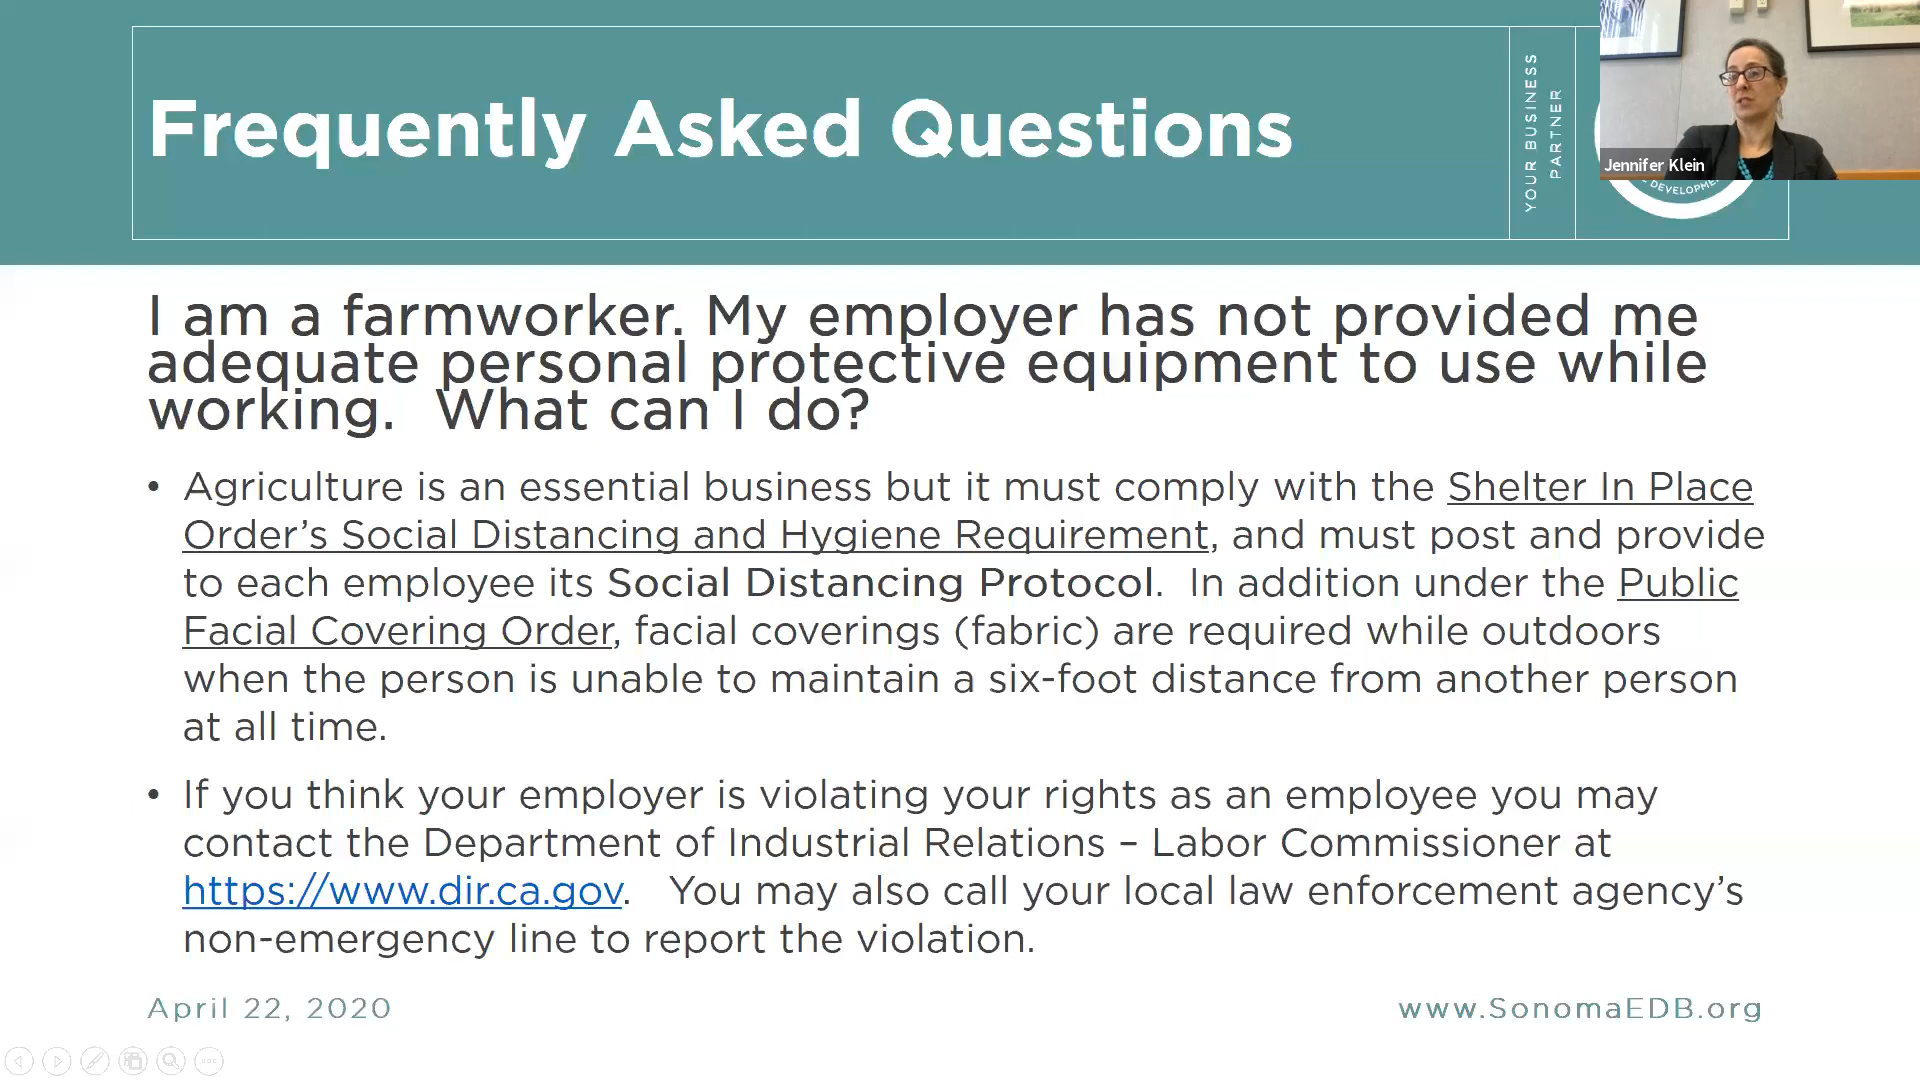 Frequently Asked Questions
YOUR BUSINESS
PARTNER
Jennifer Klein
I am a farmworker. My employer has not provided me
adequate personal protective equipment to use while
working.  What can I do?
• Agriculture is an essential business but it must comply with the Shelter In Place
Order’s Social Distancing and Hygiene Requirement, and must post and provide
to each employee its Social Distancing Protocol.  In addition under the Public
Facial Covering Order, facial coverings (fabric) are required while outdoors
when the person is unable to maintain a six-foot distance from another person
at all time.
• If you think your employer is violating your rights as an employee you may
contact the Department of Industrial Relations – Labor Commissioner at
https://www.dir.ca.gov.   You may also call your local law enforcement agency’s
non-emergency line to report the violation.
April 22, 2020
www.SonomaEDB.org